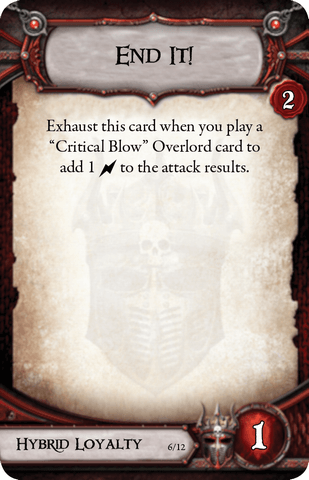 End It!
2
Exhaust this card when you play a
“Critical Blow” Overlord card to
add 1 to the attack results.
Hybrid Loyalty 6/12
1